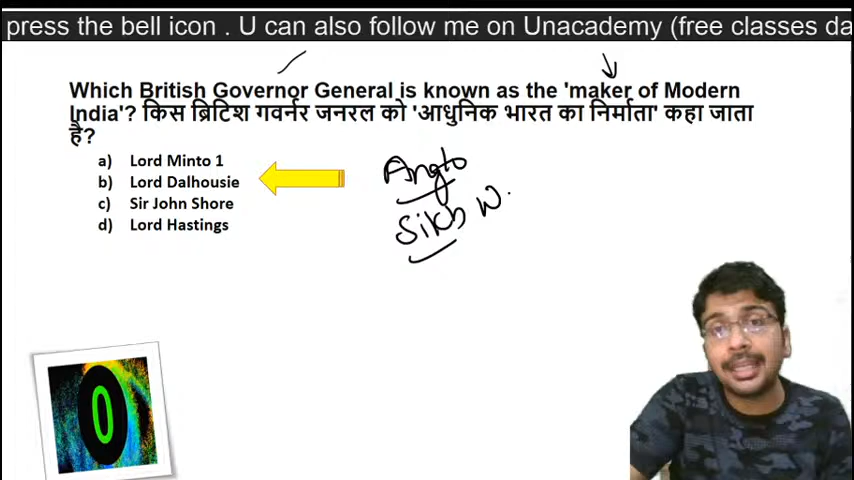 press the bell icon . U can also follow me on Unacademy (free classes da
Which British Governor General is known as the 'maker of Modern
India'? किस ब्रिटिश गवर्नर जनरल को 'आधुनिक भारत का निर्माता' कहा जाता
है?
a) Lord Minto 1
b) Lord Dalhousie
c) Sir John Shore
d) Lord Hastings
Anglo
Sikh W.
0